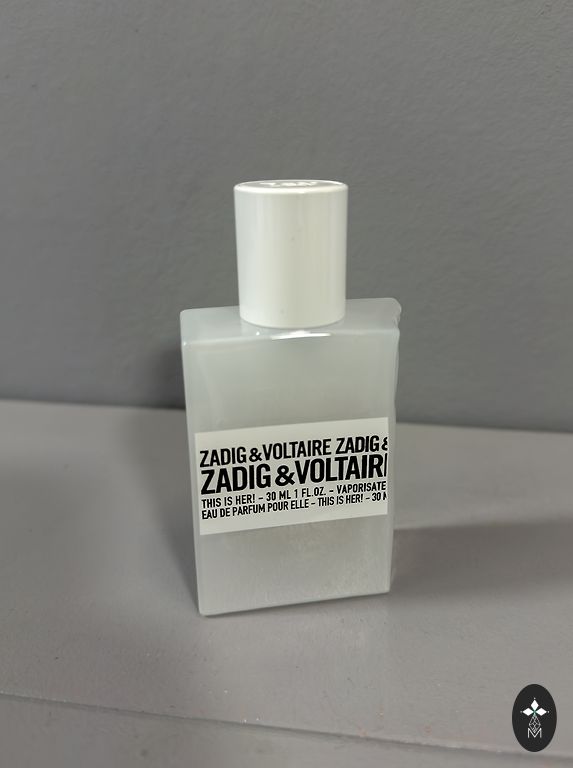 ZADIG &VOLTAIRE ZADIG &
ZADIG &VOLTAIR
THIS IS HER! – 30 ML 1 FL.OZ. – VAPORISATE
EAU DE PARFUM POUR ELLE – THIS IS HER! – 30 M